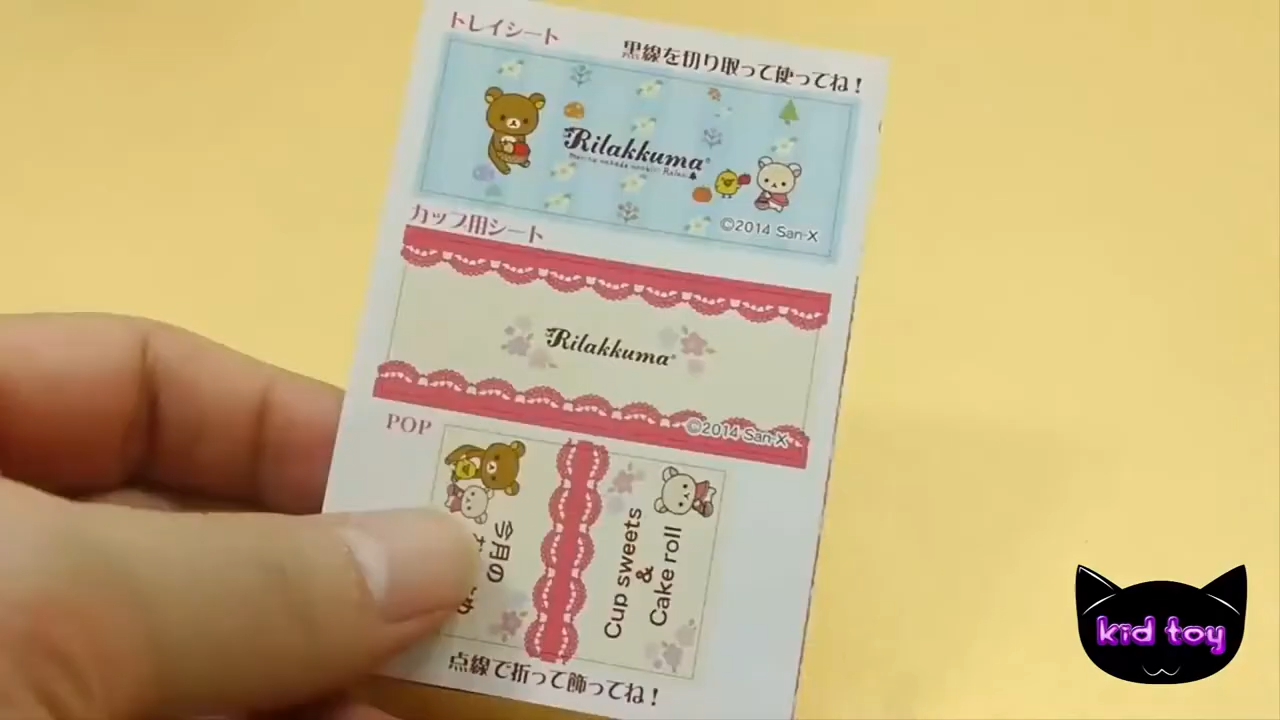 トレイシート
黒線を切り取って使ってね!
Rilakkuma
©2014 San-X
カップ用シート
Rilakkuma
©2014 San-X
POP
今月の
Cup sweets
&
Cake roll
点線で折って飾ってね!
kid toy